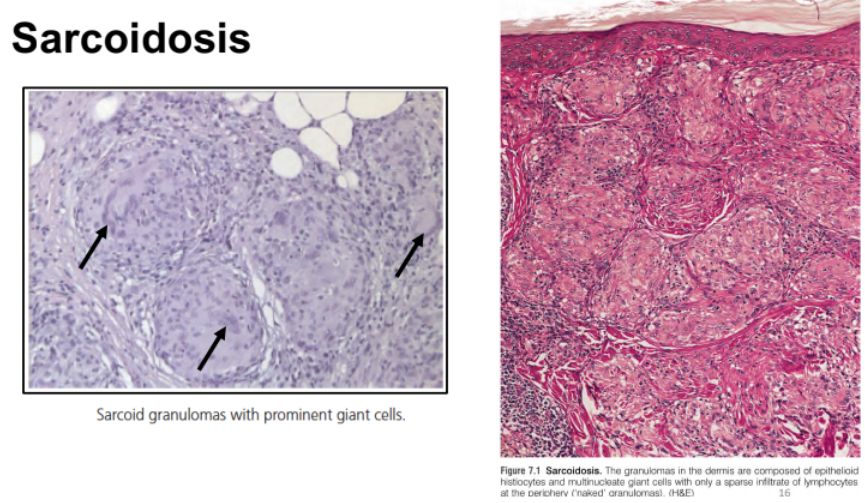 Sarcoidosis
Sarcoid granulomas with prominent giant cells.
Figure 7.1 Sarcoidosis. The granulomas in the dermis are composed of epithelioid
histiocytes and multinucleate giant cells with only a sparse infiltrate of lymphocytes
at the periphery ('naked' granulomas). (H&E)
16